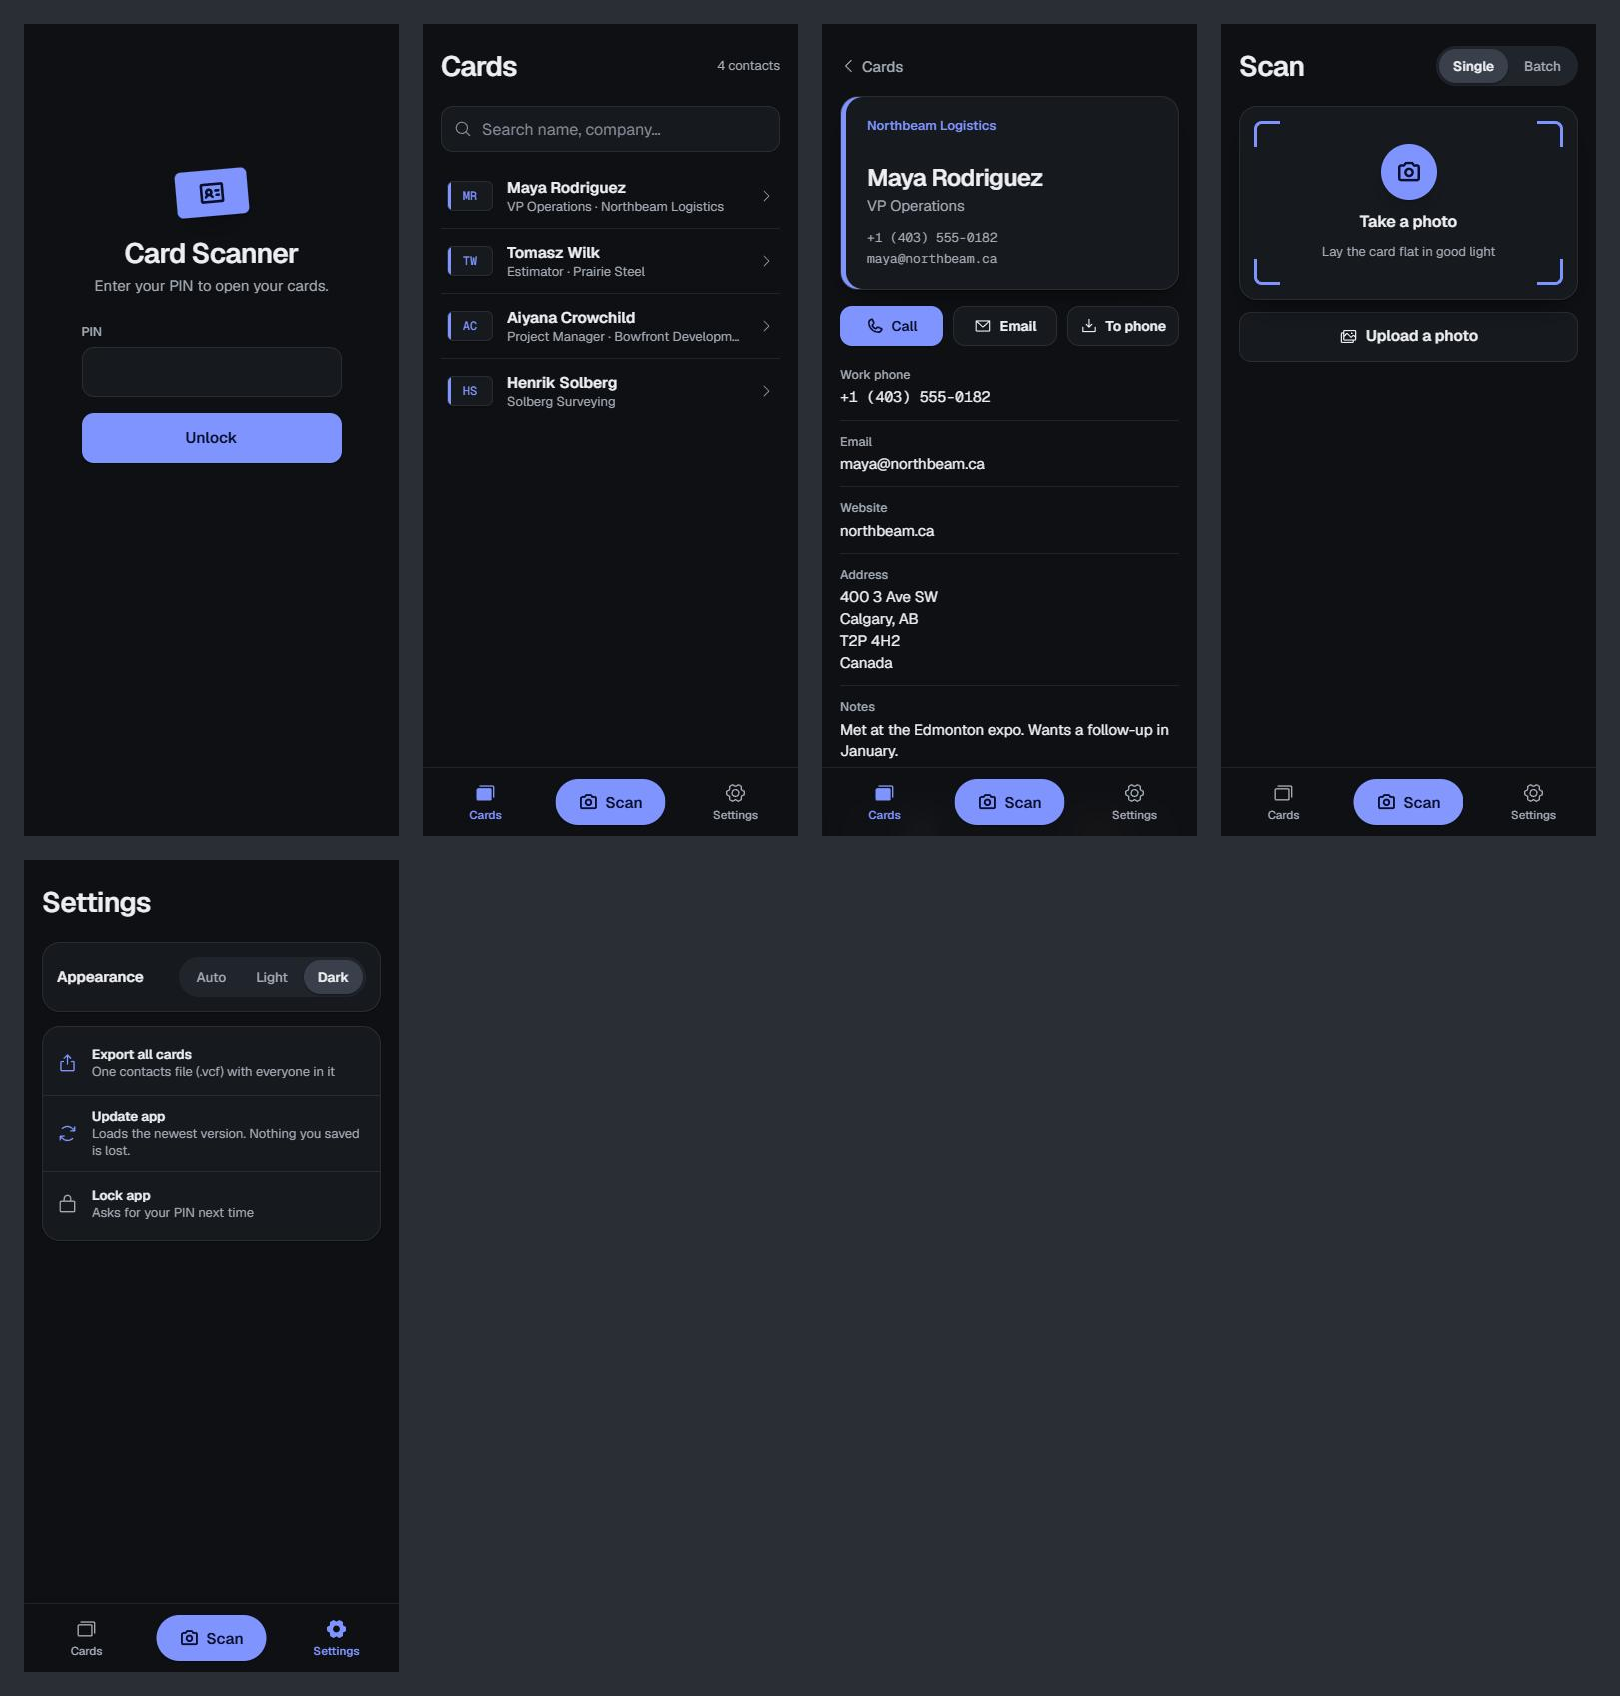 Card Scanner
Enter your PIN to open your cards.
PIN
Unlock
Cards
4 contacts
Search name, company...
MR
Maya Rodriguez
VP Operations · Northbeam Logistics
TW
Tomasz Wilk
Estimator · Prairie Steel
AC
Aiyana Crowchild
Project Manager · Bowfront Developm...
HS
Henrik Solberg
Solberg Surveying
Cards
Scan
Settings
Cards
Northbeam Logistics
Maya Rodriguez
VP Operations
+1 (403) 555-0182
maya@northbeam.ca
Call
Email
To phone
Work phone
+1 (403) 555-0182
Email
maya@northbeam.ca
Website
northbeam.ca
Address
400 3 Ave SW
Calgary, AB
T2P 4H2
Canada
Notes
Met at the Edmonton expo. Wants a follow-up in
January.
Cards
Scan
Settings
Scan
Single
Batch
Take a photo
Lay the card flat in good light
Upload a photo
Cards
Scan
Settings
Settings
Appearance
Auto
Light
Dark
Export all cards
One contacts file (.vcf) with everyone in it
Update app
Loads the newest version. Nothing you saved
is lost.
Lock app
Asks for your PIN next time
Cards
Scan
Settings